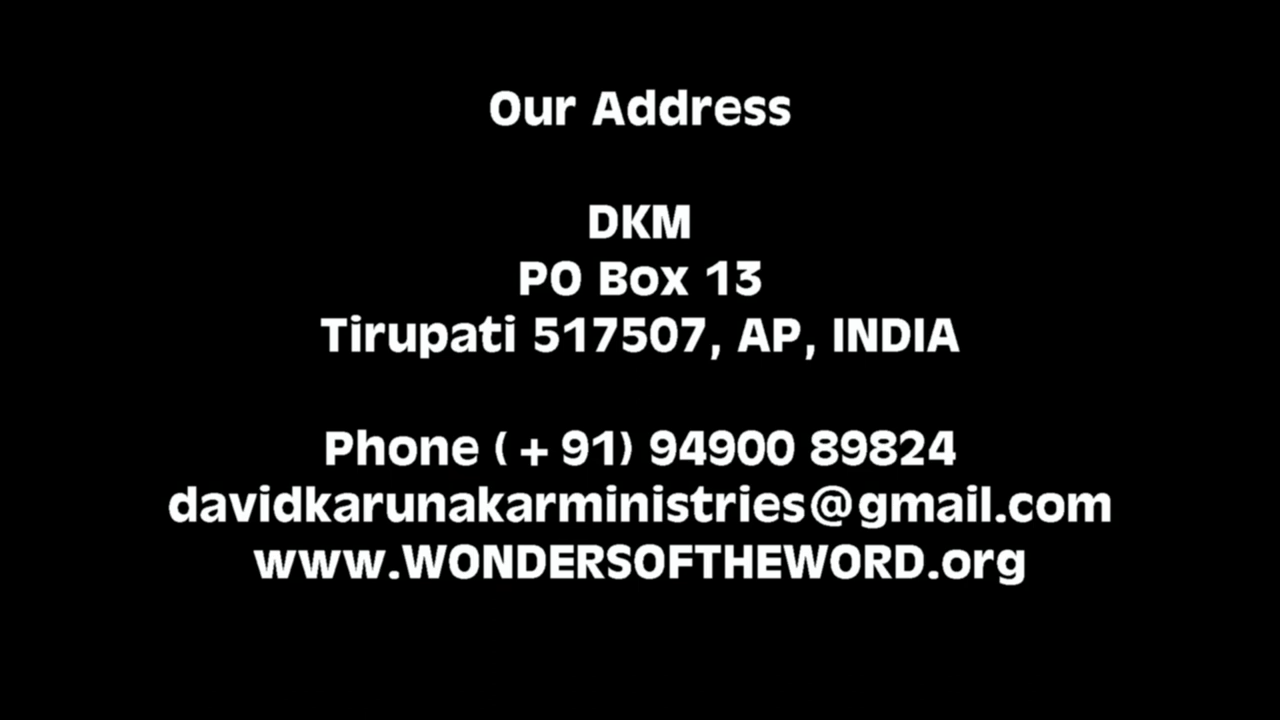 Our Address
DKM
PO Box 13
Tirupati 517507, AP, INDIA
Phone ( + 91) 94900 89824
davidkarunakarministries@gmail.com
www.WONDERSOFTHEWORD.org